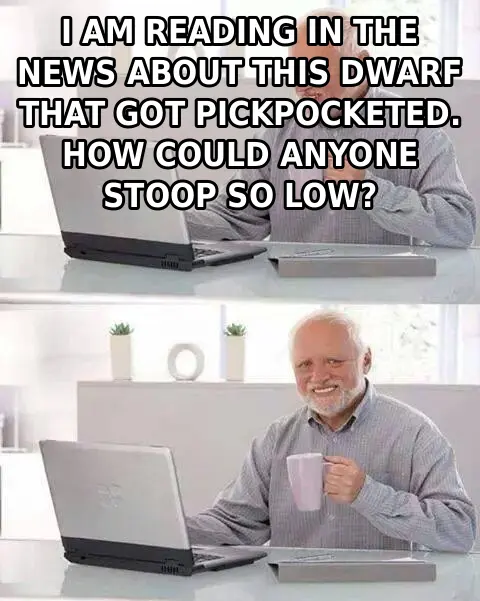 I AM READING IN THE
NEWS ABOUT THIS DWARF
THAT GOT PICKPOCKETED.
HOW COULD ANYONE
STOOP SO LOW?